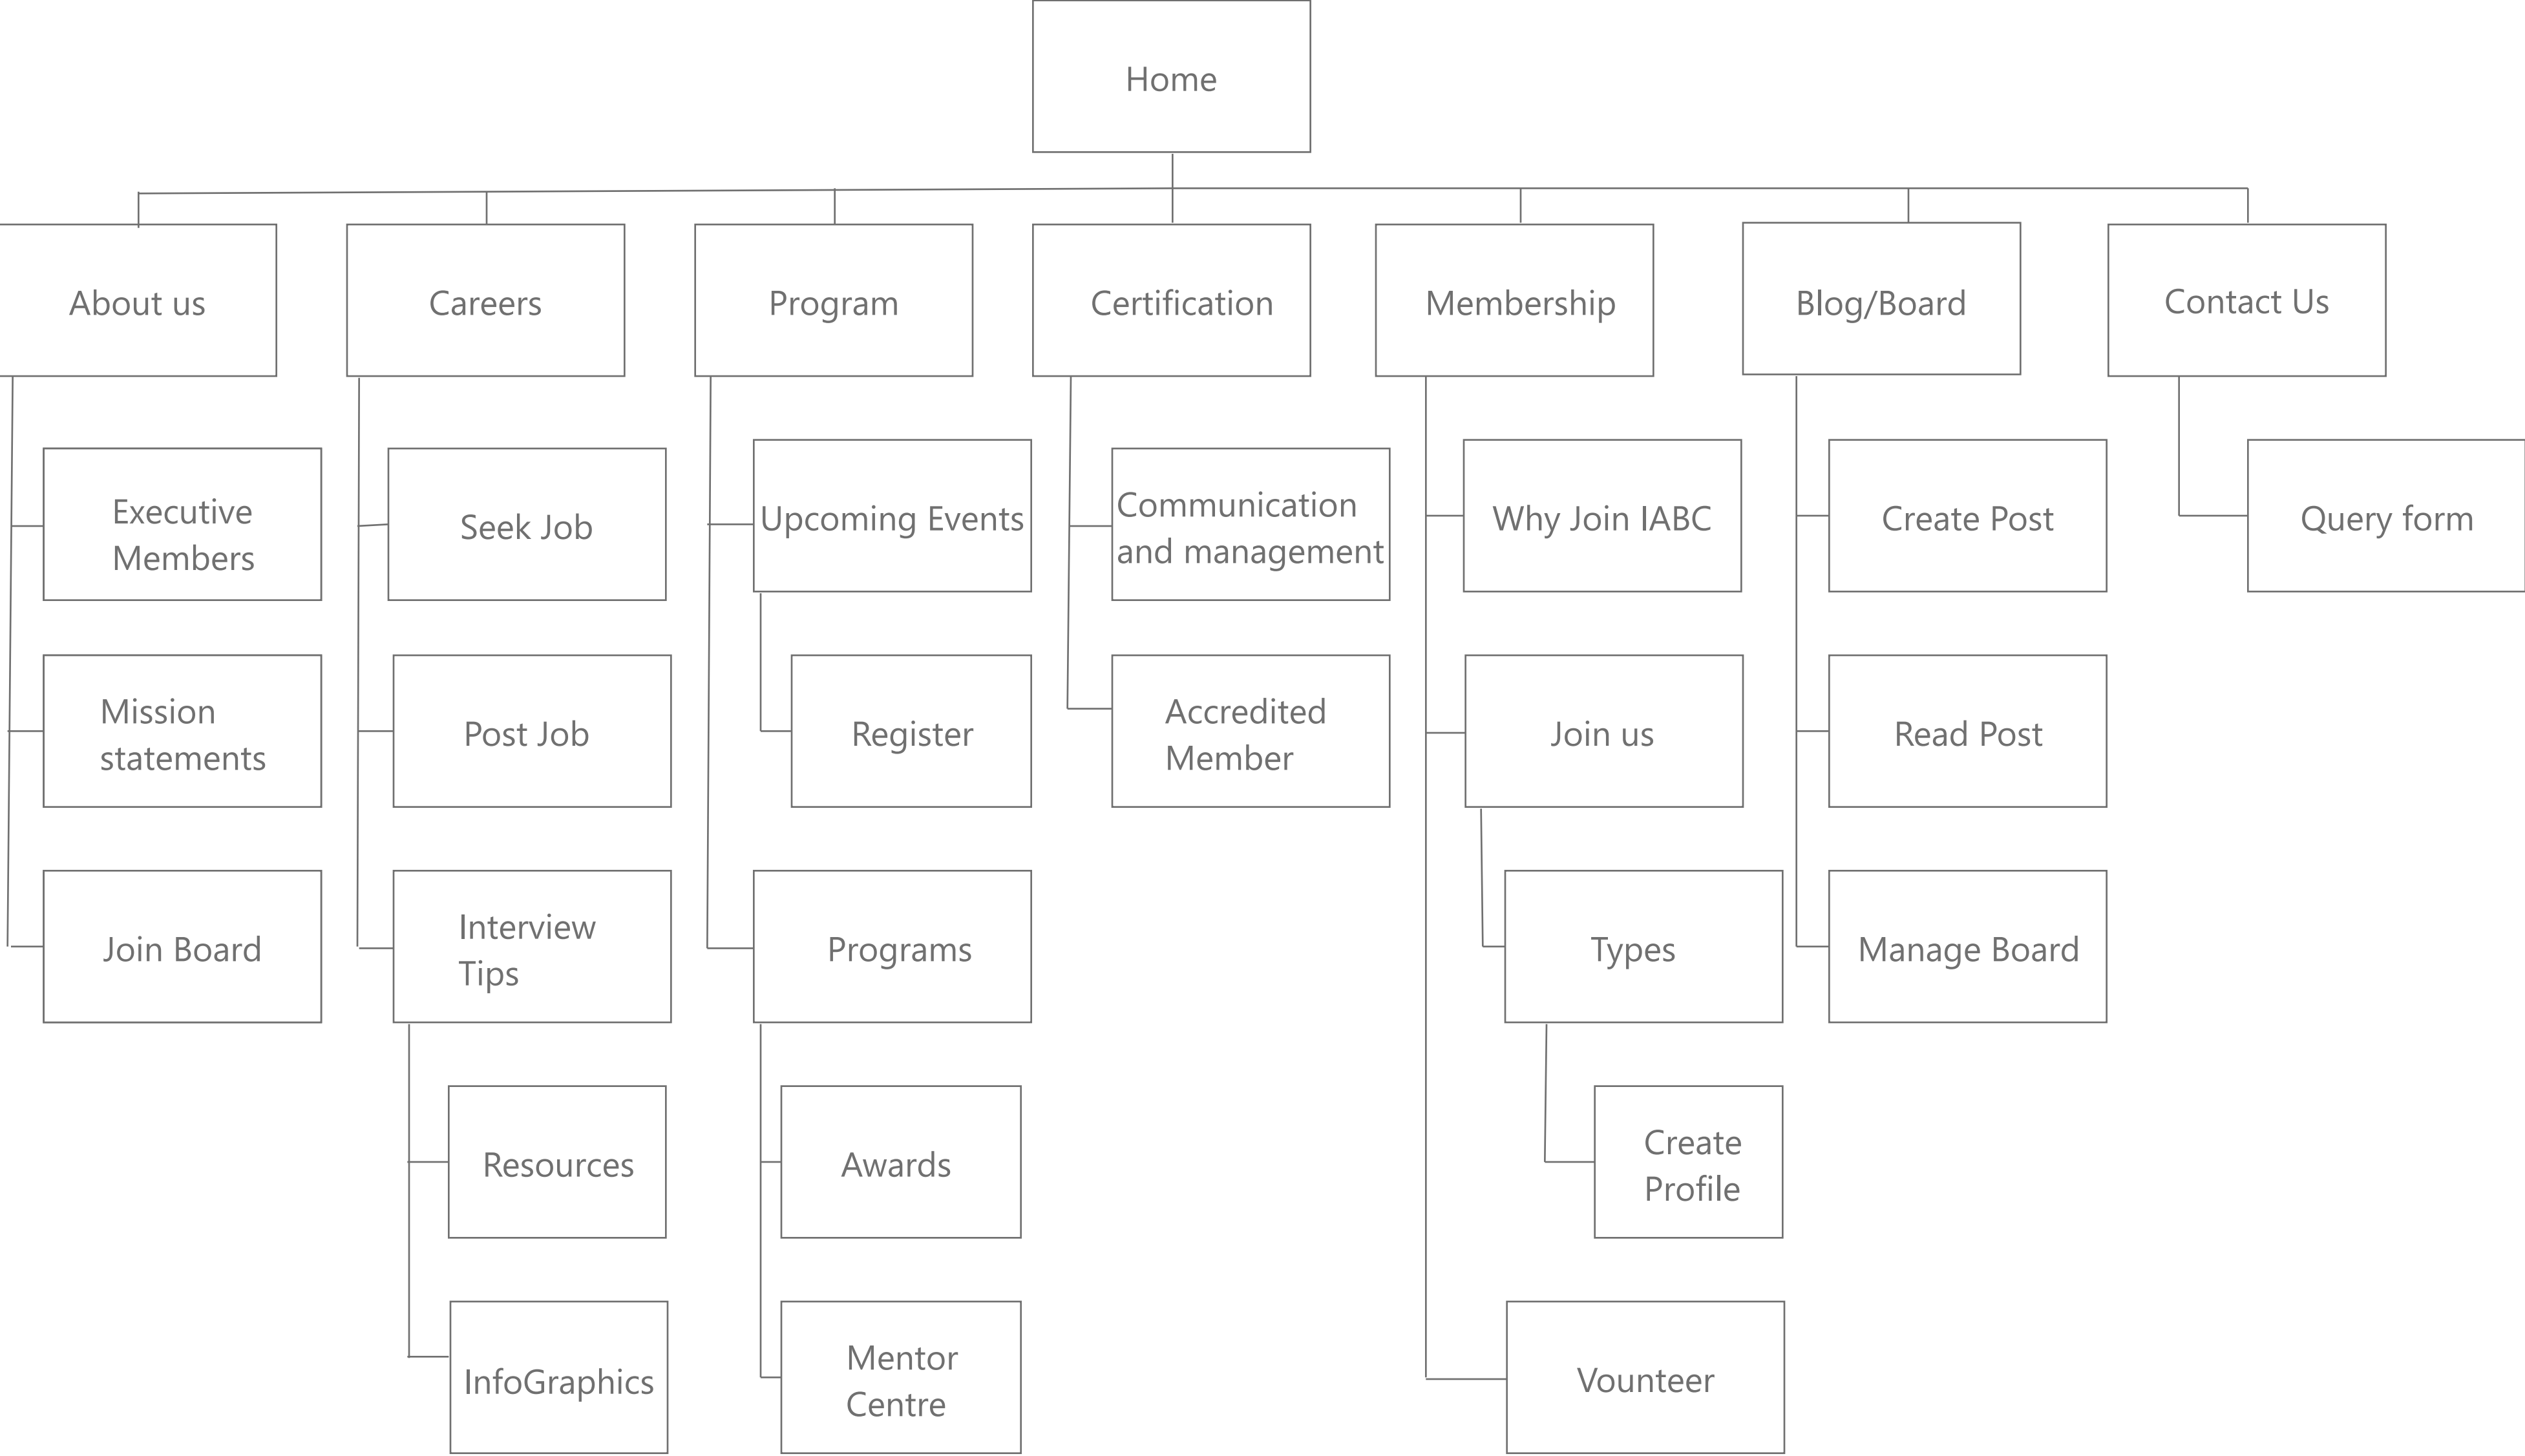 Home
About us
Careers
Program
Certification
Membership
Blog/Board
Contact Us
Executive
Members
Seek Job
Upcoming Events
Communication
and management
Why Join IABC
Create Post
Query form
Mission
statements
Post Job
Register
Accredited
Member
Join us
Read Post
Join Board
Interview
Tips
Programs
Types
Manage Board
Resources
Awards
Create
Profile
InfoGraphics
Mentor
Centre
Vounteer